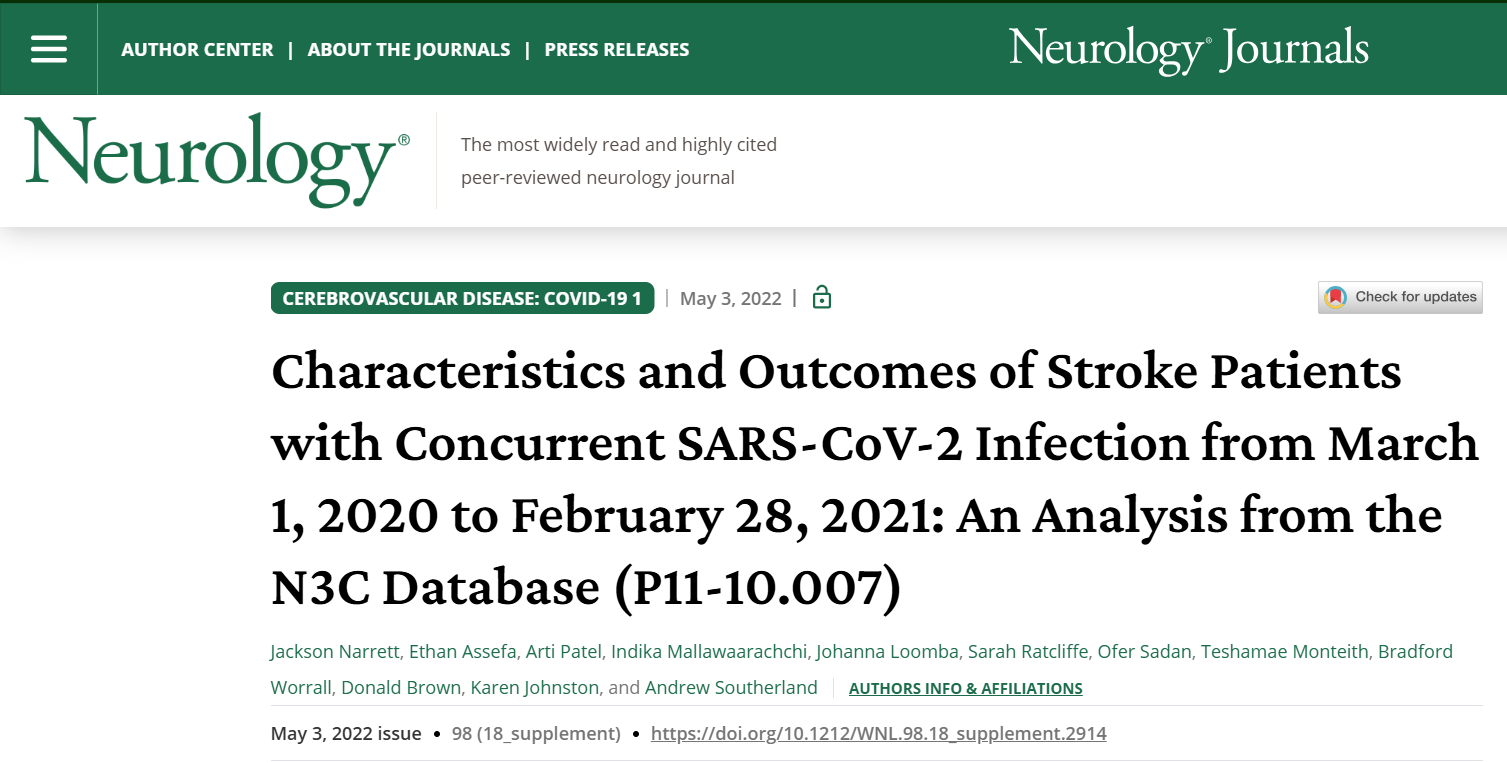 AUTHOR CENTER | ABOUT THE JOURNALS | PRESS RELEASES
Neurology® Journals
Neurology®
The most widely read and highly cited
peer-reviewed neurology journal
CEREBROVASCULAR DISEASE: COVID-19 1 | May 3, 2022 |
Check for updates
Characteristics and Outcomes of Stroke Patients
with Concurrent SARS-CoV-2 Infection from March
1, 2020 to February 28, 2021: An Analysis from the
N3C Database (P11-10.007)
Jackson Narrett, Ethan Assefa, Arti Patel, Indika Mallawaarachchi, Johanna Loomba, Sarah Ratcliffe, Ofer Sadan, Teshamae Monteith, Bradford
Worrall, Donald Brown, Karen Johnston, and Andrew Southerland | AUTHORS INFO & AFFILIATIONS
May 3, 2022 issue • 98 (18_supplement) • https://doi.org/10.1212/WNL.98.18_supplement.2914